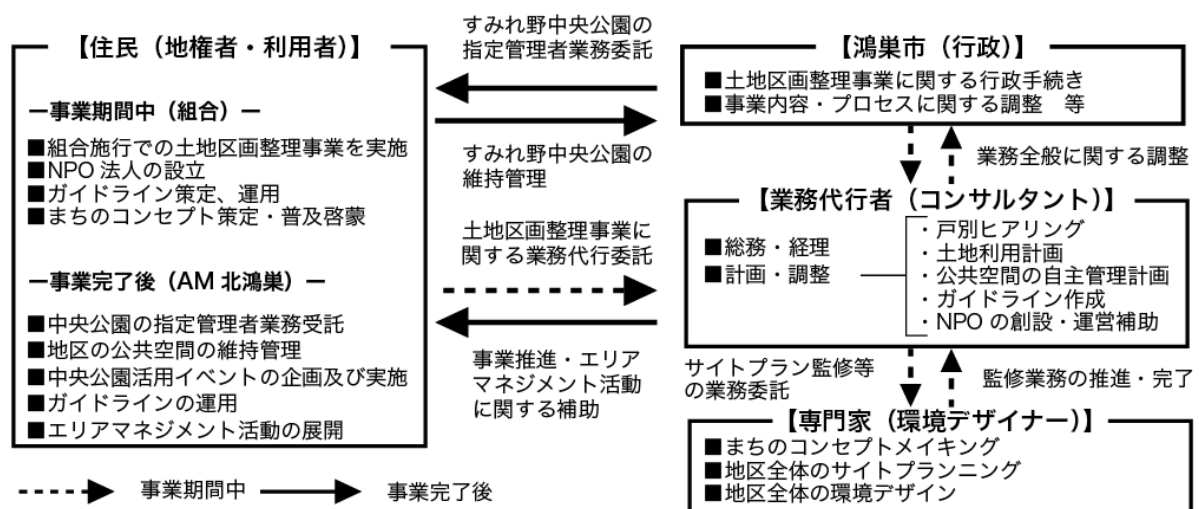 【住民（地権者・利用者）】
ー事業期間中（組合）ー
■組合施行での土地区画整理事業を実施
■NPO 法人の設立
■ガイドライン策定、運用
■まちのコンセプト策定・普及啓蒙
ー事業完了後（AM 北鴻巣）ー
■中央公園の指定管理者業務受託
■地区の公共空間の維持管理
■中央公園活用イベントの企画及び実施
■ガイドラインの運用
■エリアマネジメント活動の展開
すみれ野中央公園の
指定管理者業務委託
すみれ野中央公園の
維持管理
土地区画整理事業に
関する業務代行委託
事業推進・エリア
マネジメント活動
に関する補助
【鴻巣市（行政）】
■土地区画整理事業に関する行政手続き
■事業内容・プロセスに関する調整　等
業務全般に関する調整
【業務代行者（コンサルタント）】
■総務・経理
■計画・調整
・戸別ヒアリング
・土地利用計画
・公共空間の自主管理計画
・ガイドライン作成
・NPO の創設・運営補助
サイトプラン監修等
の業務委託
監修業務の推進・完了
【専門家（環境デザイナー）】
■まちのコンセプトメイキング
■地区全体のサイトプランニング
■地区全体の環境デザイン
事業期間中
事業完了後